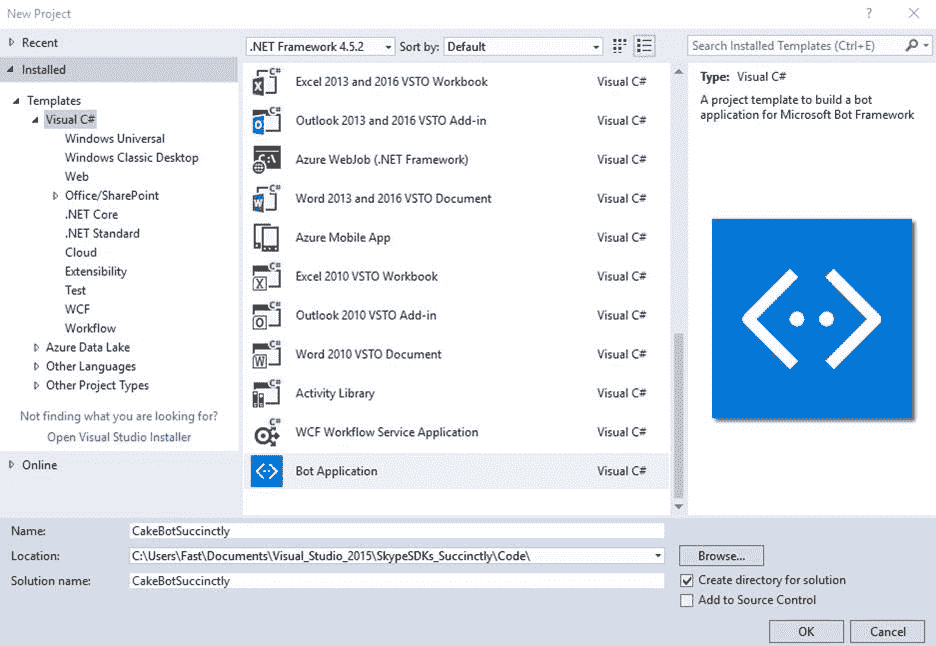 New Project
?
Recent
.NET Framework 4.5.2
Sort by:
Default
Search Installed Templates (Ctrl+E)
Installed
Templates
Visual C#
Windows Universal
Windows Classic Desktop
Web
Office/SharePoint
.NET Core
.NET Standard
Cloud
Extensibility
Test
WCF
Workflow
Azure Data Lake
Other Languages
Other Project Types
Not finding what you are looking for?
Open Visual Studio Installer
Online
Excel 2013 and 2016 VSTO Workbook Visual C#
Outlook 2013 and 2016 VSTO Add-in Visual C#
Azure WebJob (.NET Framework) Visual C#
Word 2013 and 2016 VSTO Document Visual C#
Azure Mobile App Visual C#
Excel 2010 VSTO Workbook Visual C#
Outlook 2010 VSTO Add-in Visual C#
Word 2010 VSTO Document Visual C#
Activity Library Visual C#
WCF Workflow Service Application Visual C#
Bot Application Visual C#
Type: Visual C#
A project template to build a bot
application for Microsoft Bot Framework
Name: CakeBotSuccinctly
Location: C:\Users\Fast\Documents\Visual_Studio_2015\SkypeSDKs_Succinctly\Code\
Browse...
Solution name: CakeBotSuccinctly
Create directory for solution
Add to Source Control
OK
Cancel